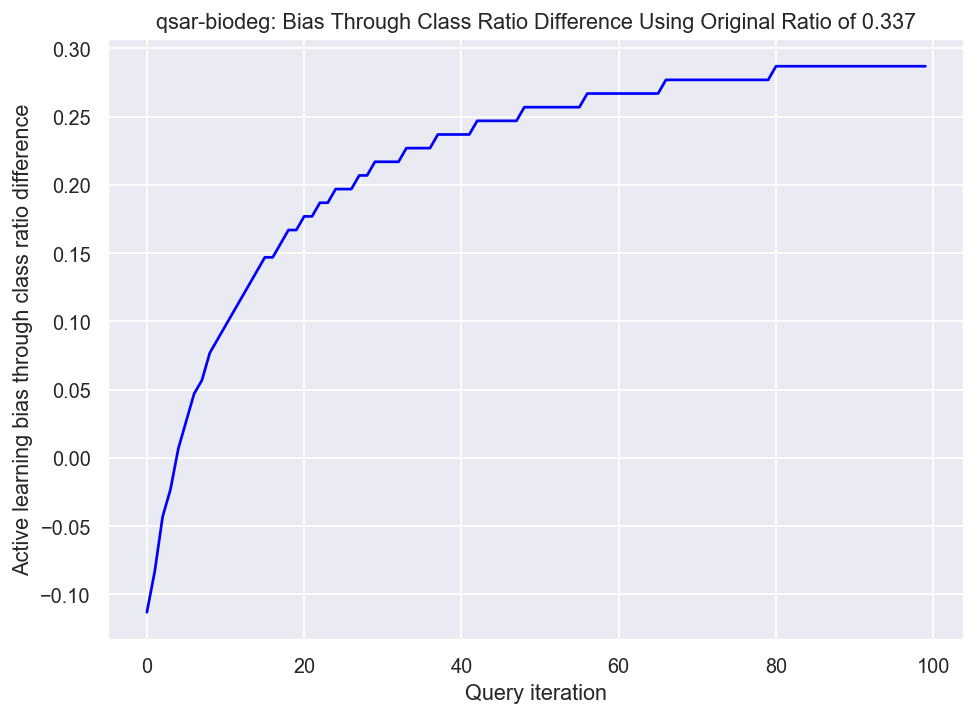 qsar-biodeg: Bias Through Class Ratio Difference Using Original Ratio of 0.337
Active learning bias through class ratio difference
0.30
0.25
0.20
0.15
0.10
0.05
0.00
−0.05
−0.10
0 20 40 60 80 100
Query iteration